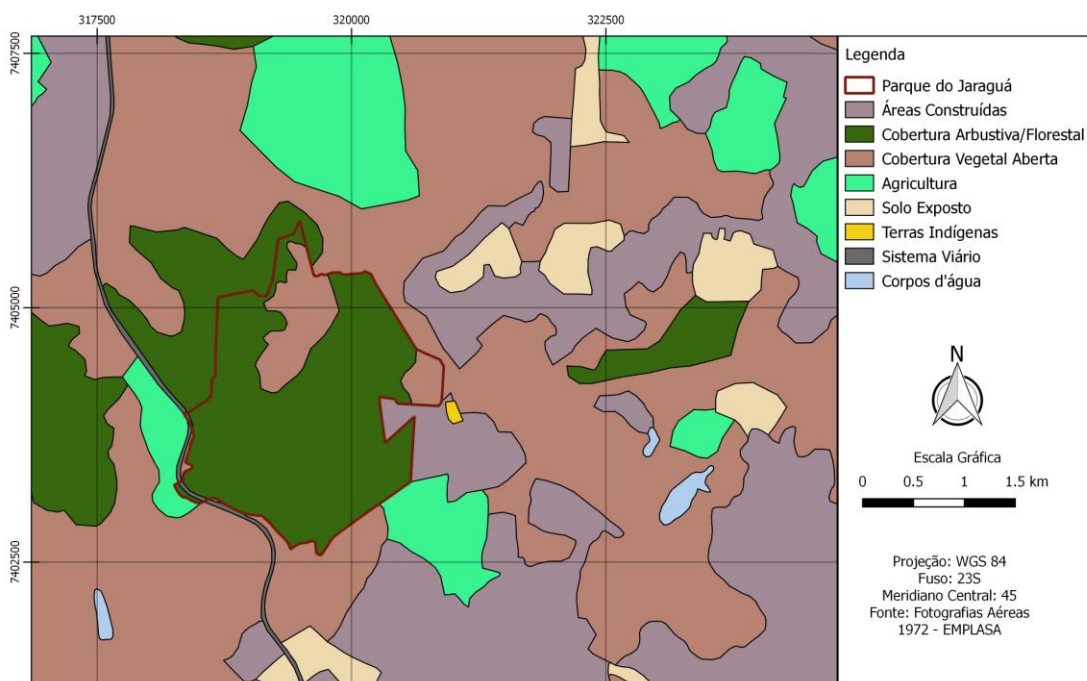 317500
320000
322500
7407500
7405000
7402500
Legenda
Parque do Jaraguá
Áreas Construídas
Cobertura Arbustiva/Florestal
Cobertura Vegetal Aberta
Agricultura
Solo Exposto
Terras Indígenas
Sistema Viário
Corpos d'água
N
Escala Gráfica
0 0.5 1 1.5 km
Projeção: WGS 84
Fuso: 23S
Meridiano Central: 45
Fonte: Fotografias Aéreas
1972 - EMPLASA